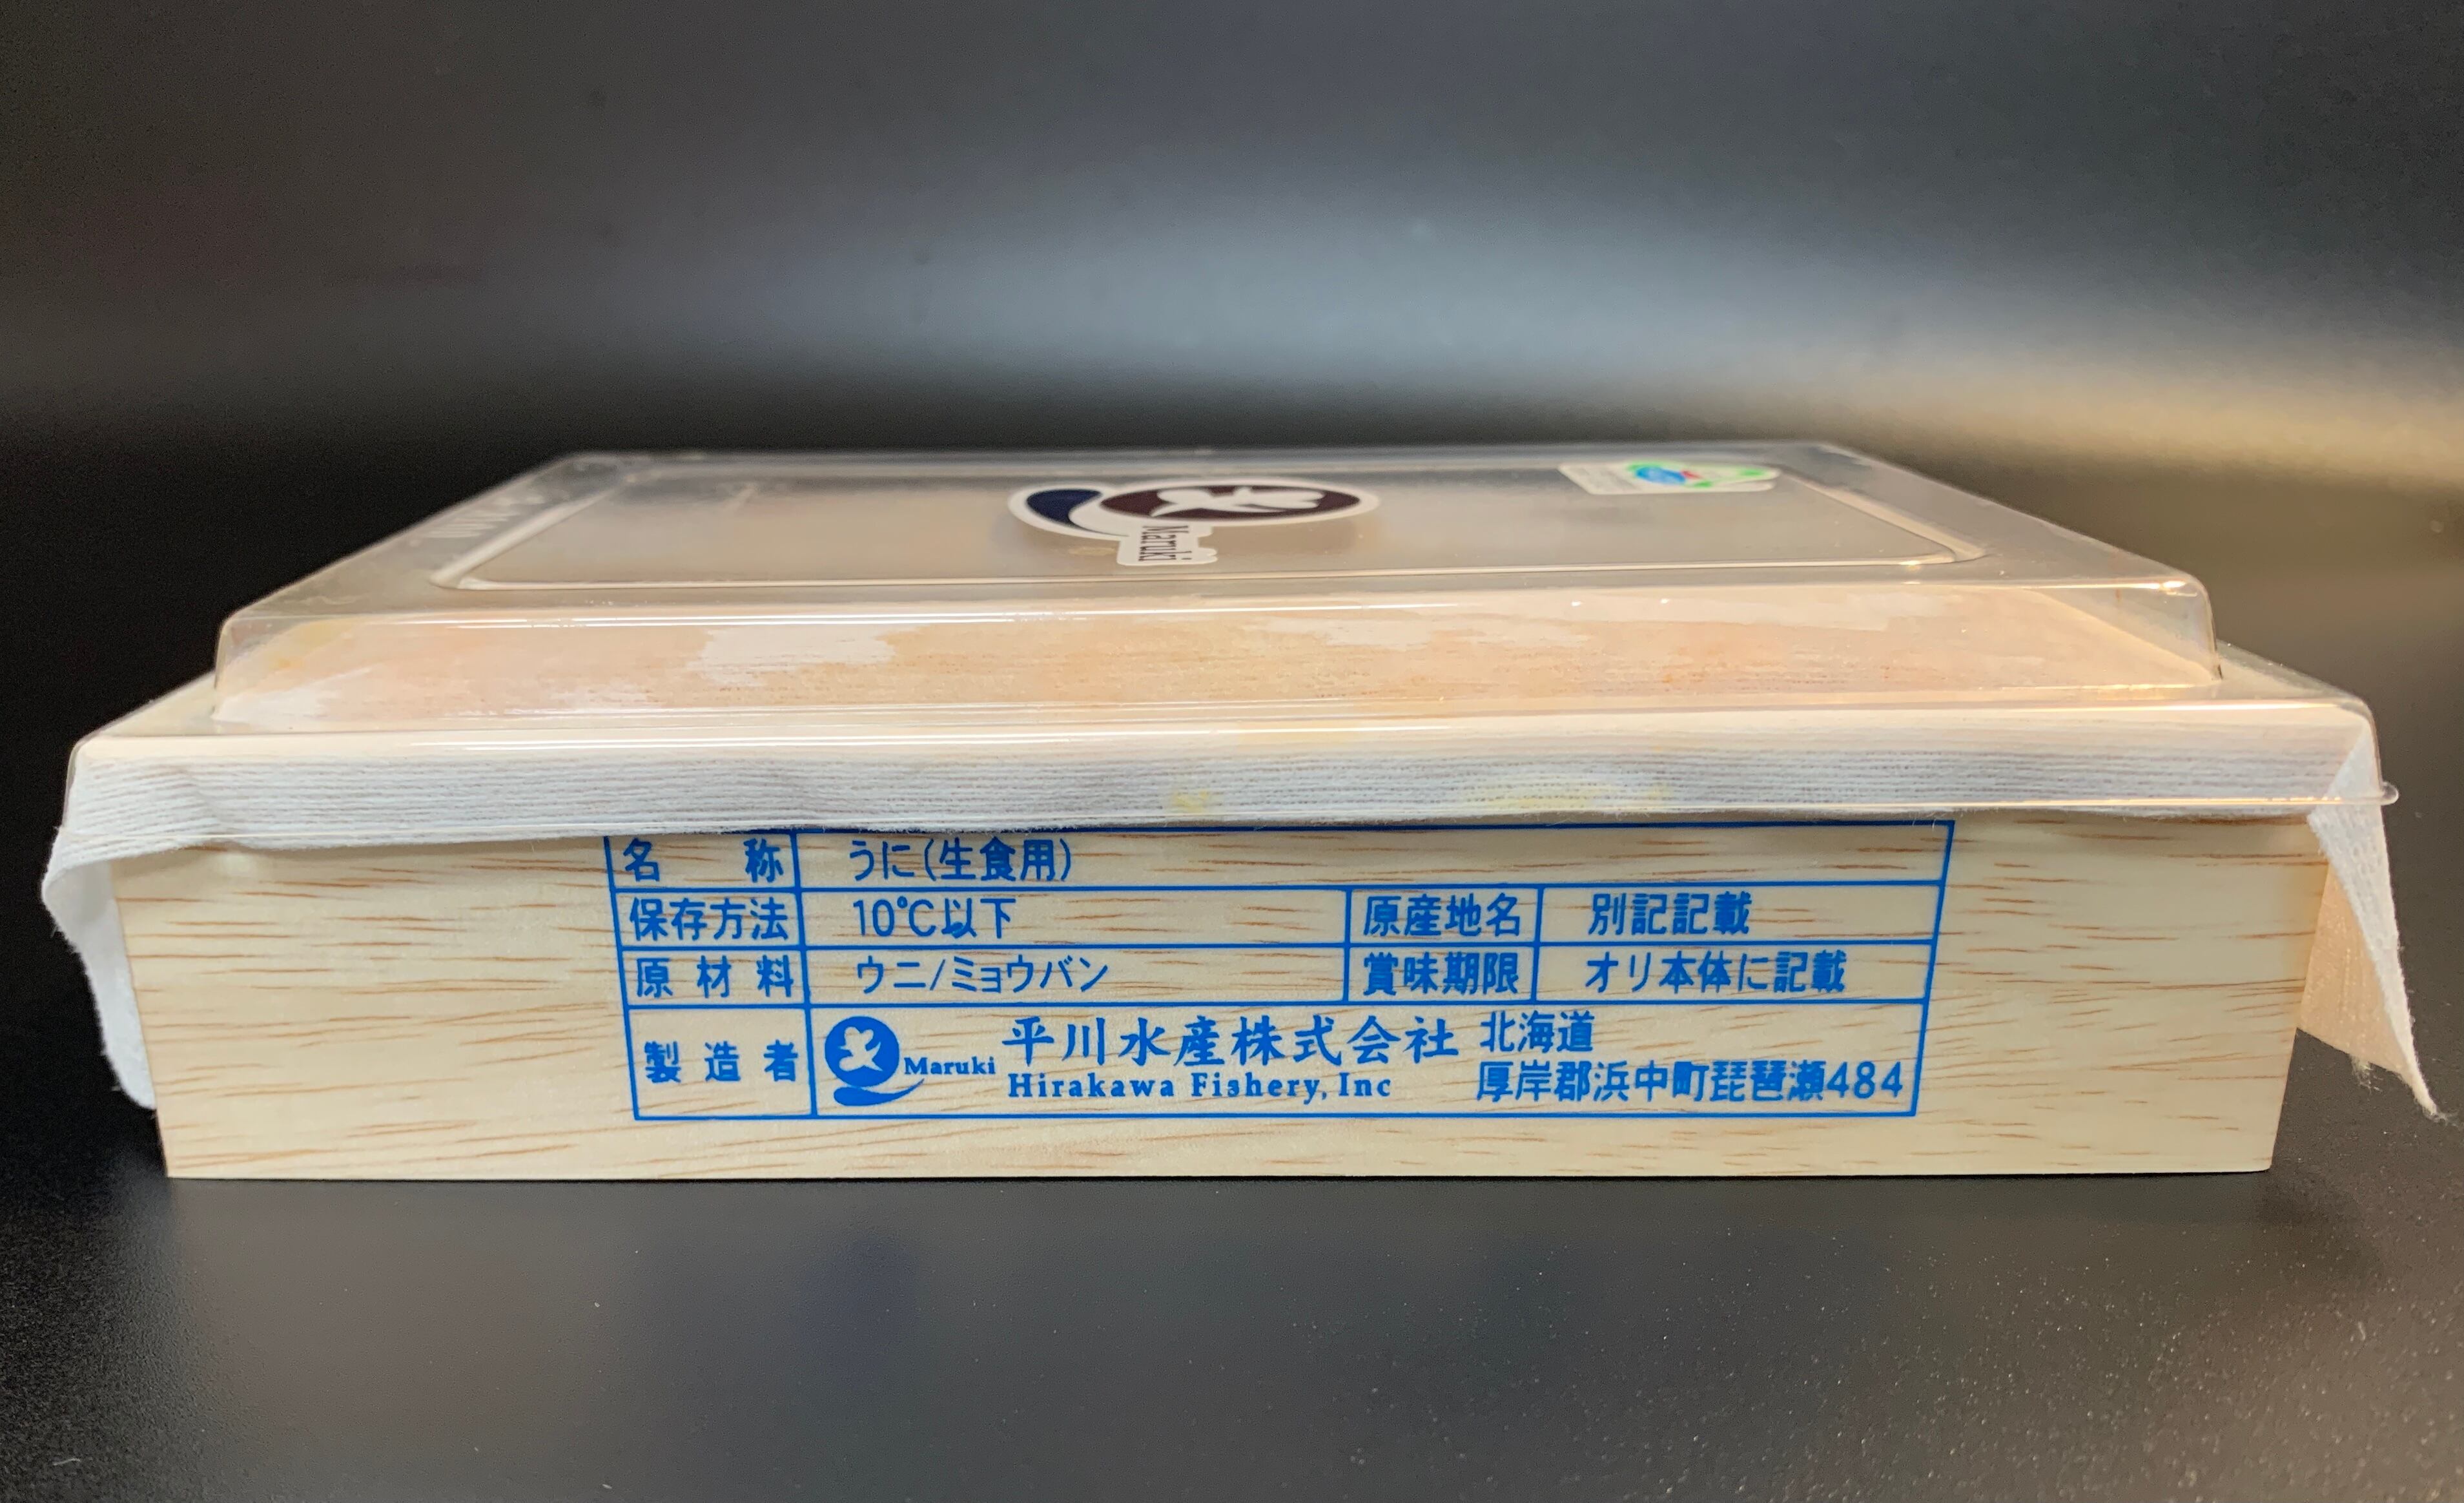 Maruki
名称 うに(生食用)
保存方法 10℃以下 原産地名 別記記載
原材料 ウニ/ミョウバン 賞味期限 オリ本体に記載
製造者 Maruki 平川水産株式会社 北海道
Hirakawa Fishery, Inc 厚岸郡浜中町琵琶瀬484